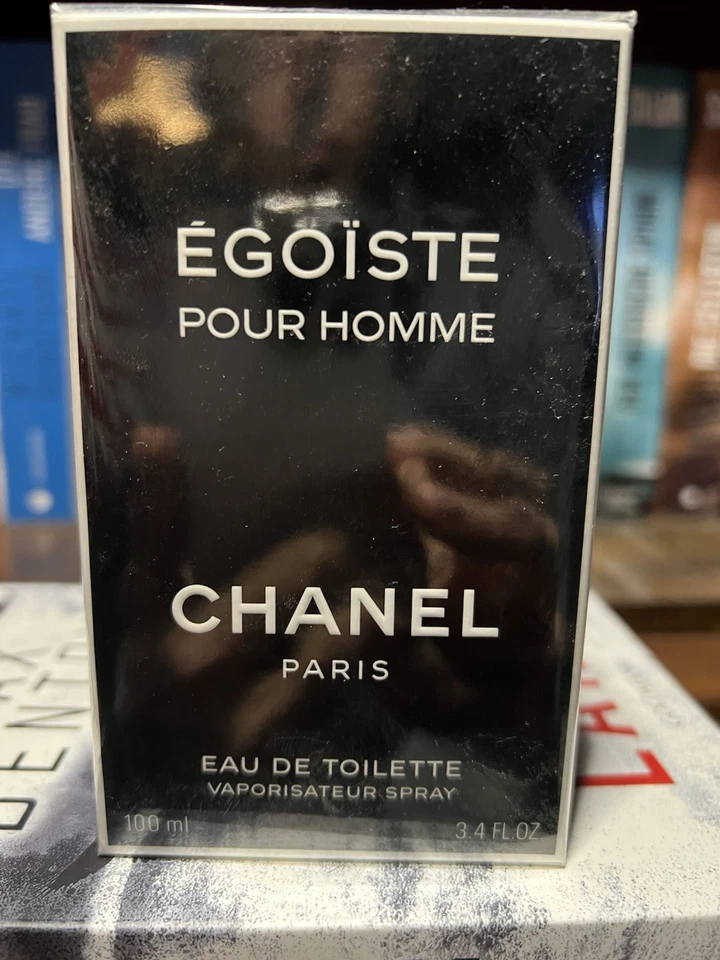 ÉGOÏSTE
POUR HOMME
CHANEL
PARIS
EAU DE TOILETTE
VAPORISATEUR SPRAY
100 ml 3.4 FL.OZ